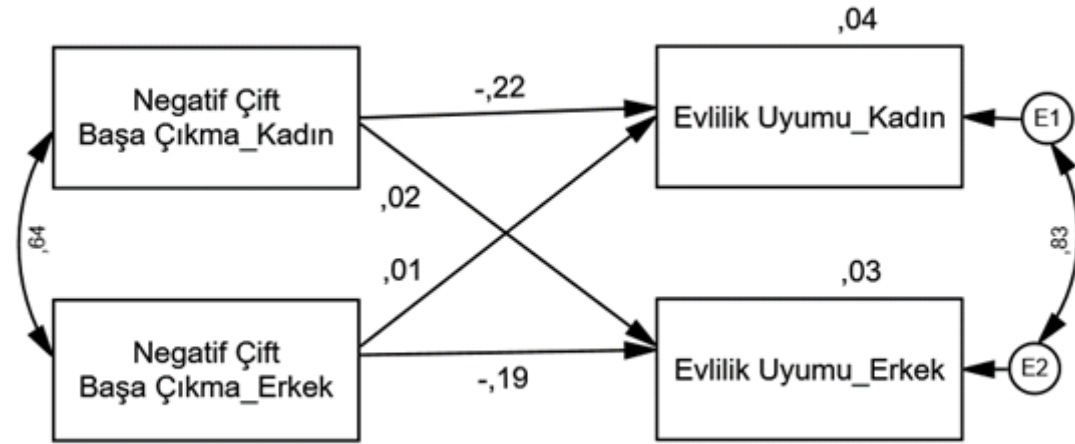 ,04
Negatif Çift
Başa Çıkma_Kadın
-,22
Evlilik Uyumu_Kadın
E1
,02
,64
,83
,01
,03
Negatif Çift
Başa Çıkma_Erkek
-,19
Evlilik Uyumu_Erkek
E2